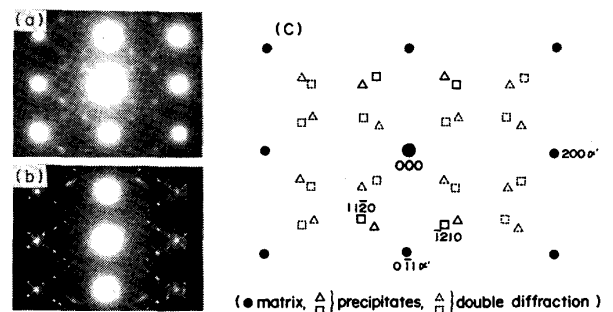 (a)
(b)
(C)
000
200 α'
11̄20
1̄210
01̄1 α'
(● matrix, △□} precipitates, △□} double diffraction)